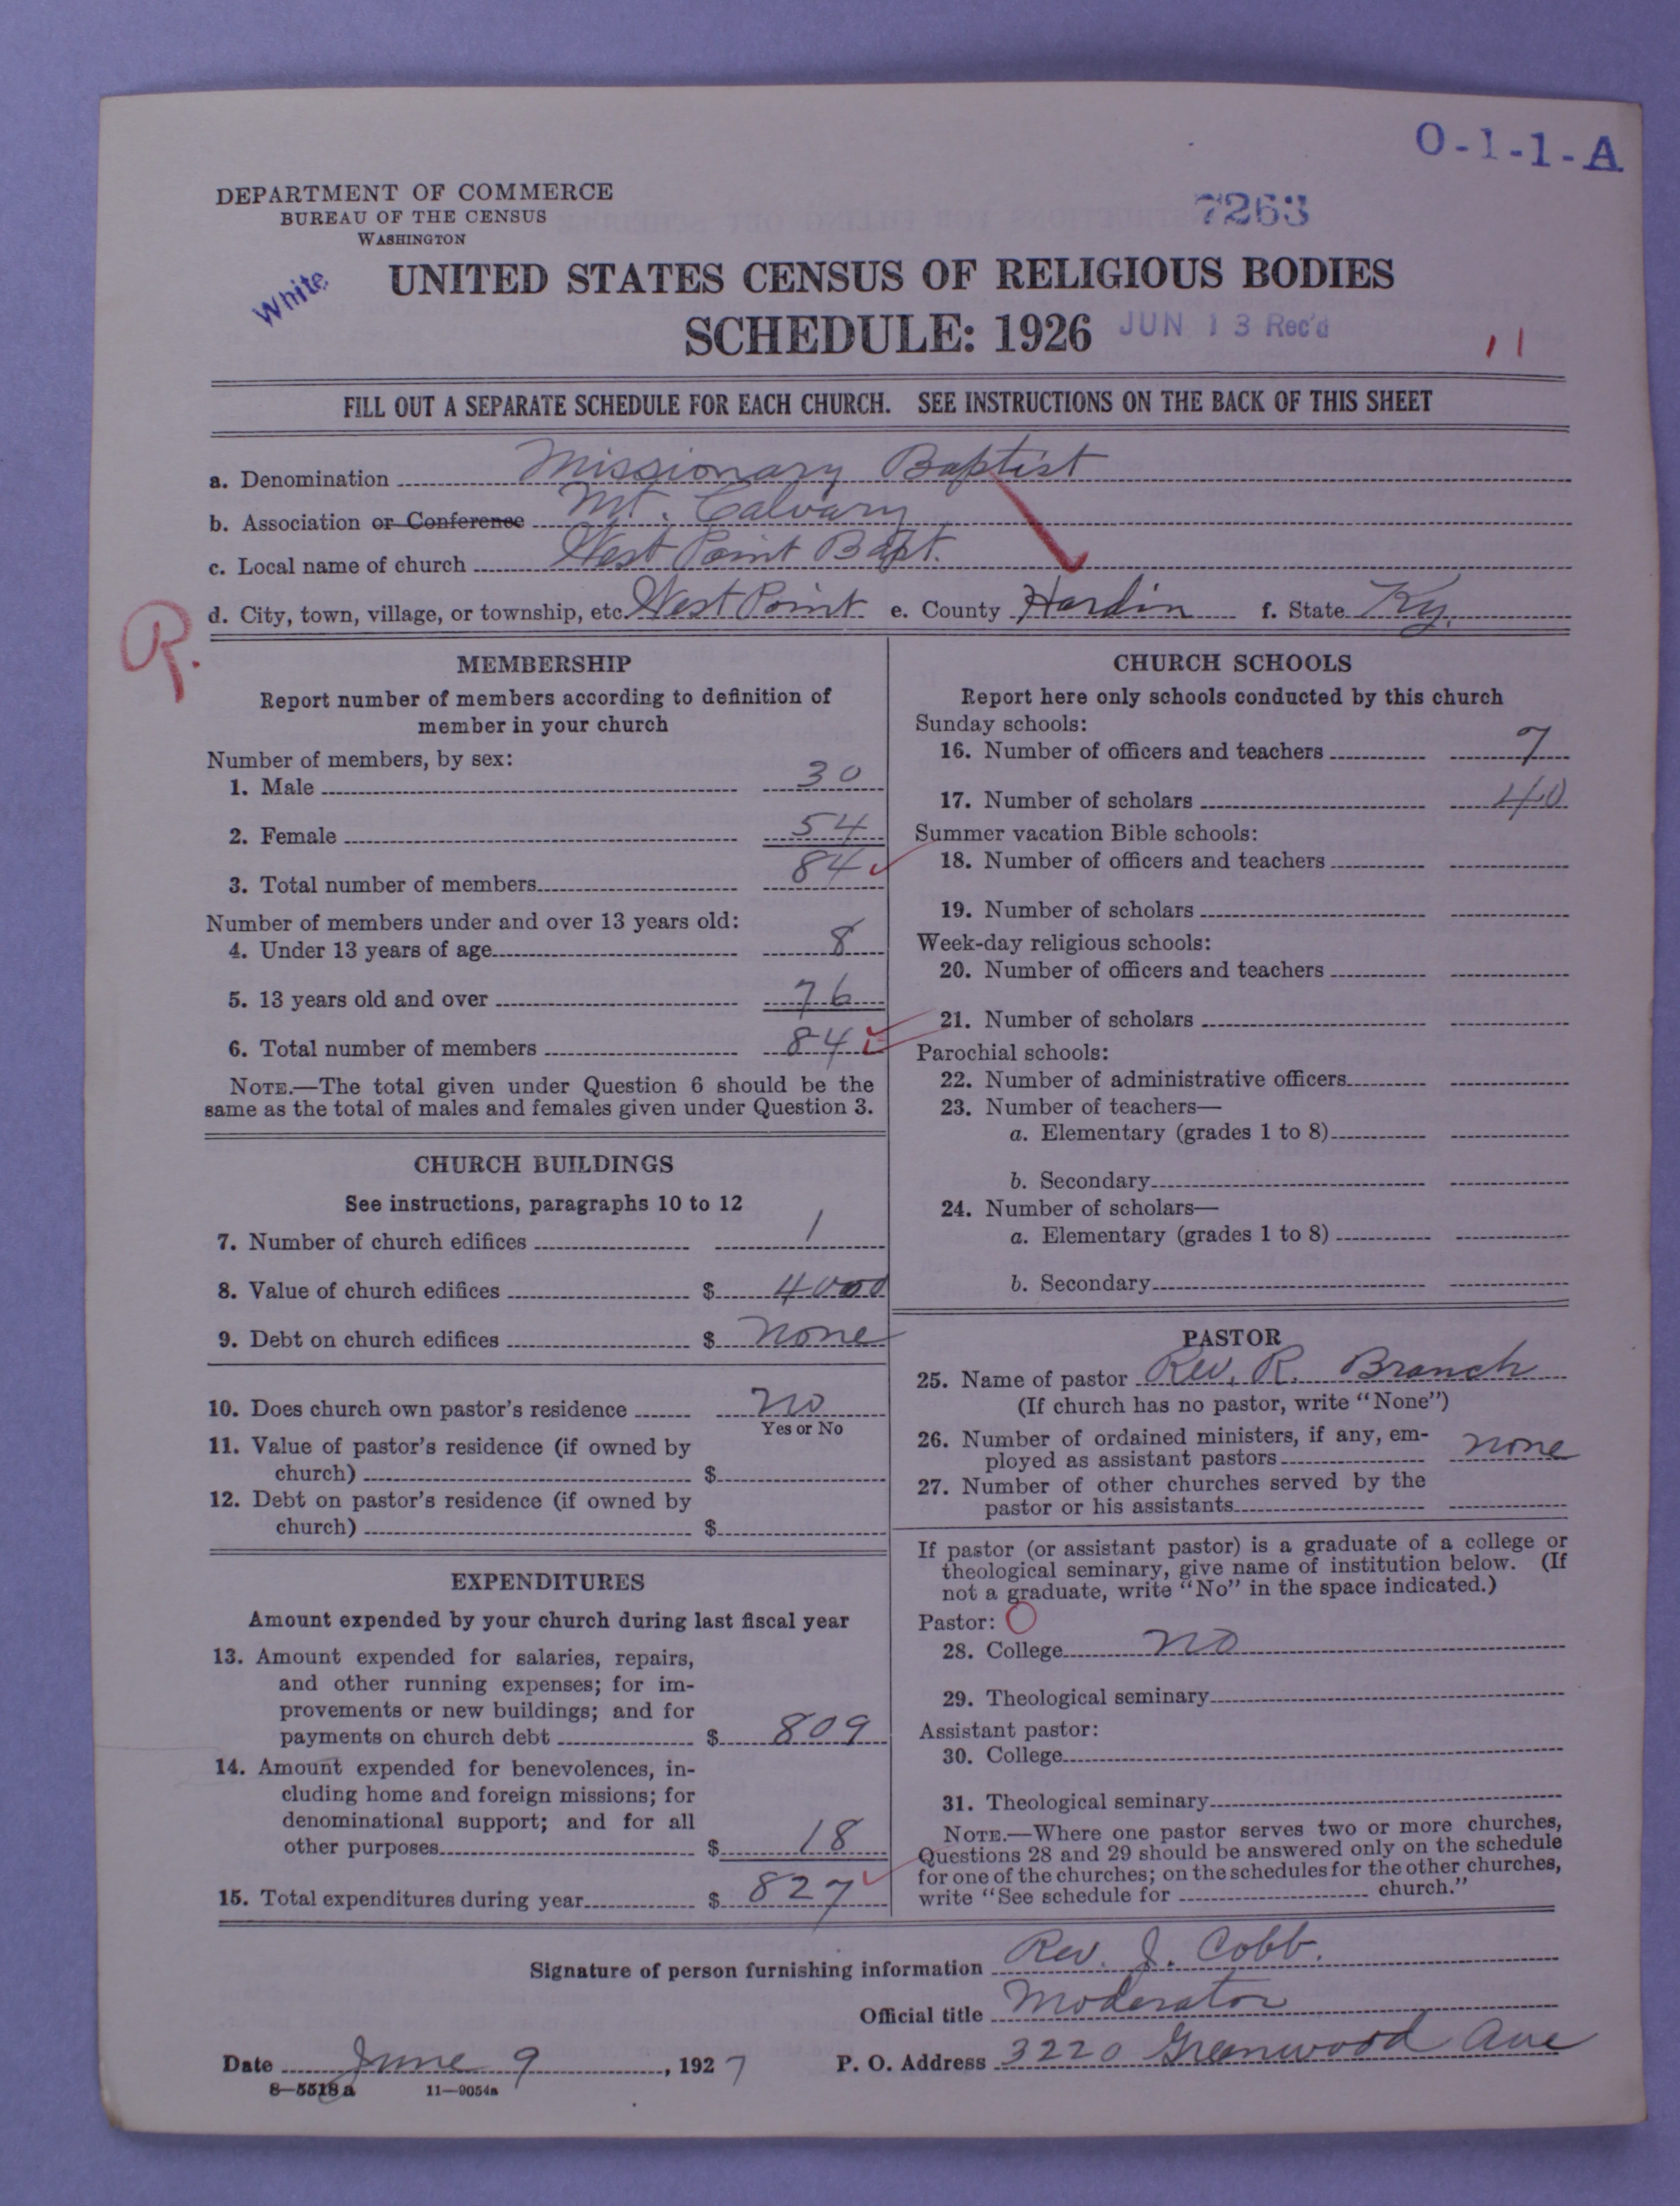 O-1-1-A
DEPARTMENT OF COMMERCE
BUREAU OF THE CENSUS
WASHINGTON
7263
White
UNITED STATES CENSUS OF RELIGIOUS BODIES
SCHEDULE: 1926
JUN 13 Rec'd
11
FILL OUT A SEPARATE SCHEDULE FOR EACH CHURCH. SEE INSTRUCTIONS ON THE BACK OF THIS SHEET
a. Denomination Missionary Baptist
b. Association or Conference Mt. Calvary
c. Local name of church West Point Bapt.
d. City, town, village, or township, etc. West Point e. County Hardin f. State Ky.
R.
MEMBERSHIP
Report number of members according to definition of
member in your church
Number of members, by sex:
1. Male 30
2. Female 54
3. Total number of members 84
Number of members under and over 13 years old:
4. Under 13 years of age 8
5. 13 years old and over 76
6. Total number of members 84
NOTE.—The total given under Question 6 should be the
same as the total of males and females given under Question 3.
CHURCH BUILDINGS
See instructions, paragraphs 10 to 12
7. Number of church edifices 1
8. Value of church edifices $ 4000
9. Debt on church edifices $ none
10. Does church own pastor's residence no
Yes or No
11. Value of pastor's residence (if owned by
church) $
12. Debt on pastor's residence (if owned by
church) $
EXPENDITURES
Amount expended by your church during last fiscal year
13. Amount expended for salaries, repairs,
and other running expenses; for im-
provements or new buildings; and for
payments on church debt $ 809
14. Amount expended for benevolences, in-
cluding home and foreign missions; for
denominational support; and for all
other purposes $ 18
15. Total expenditures during year $ 827
CHURCH SCHOOLS
Report here only schools conducted by this church
Sunday schools:
16. Number of officers and teachers 7
17. Number of scholars 40
Summer vacation Bible schools:
18. Number of officers and teachers
19. Number of scholars
Week-day religious schools:
20. Number of officers and teachers
21. Number of scholars
Parochial schools:
22. Number of administrative officers
23. Number of teachers—
a. Elementary (grades 1 to 8)
b. Secondary
24. Number of scholars—
a. Elementary (grades 1 to 8)
b. Secondary
PASTOR
25. Name of pastor Rev. R. Branch
(If church has no pastor, write "None")
26. Number of ordained ministers, if any, em-
ployed as assistant pastors none
27. Number of other churches served by the
pastor or his assistants
If pastor (or assistant pastor) is a graduate of a college or
theological seminary, give name of institution below. (If
not a graduate, write "No" in the space indicated.)
Pastor: O
28. College no
29. Theological seminary
Assistant pastor:
30. College
31. Theological seminary
NOTE.—Where one pastor serves two or more churches,
Questions 28 and 29 should be answered only on the schedule
for one of the churches; on the schedules for the other churches,
write "See schedule for church."
Signature of person furnishing information Rev. J. Cobb.
Official title Moderator
Date June 9, 1927 P. O. Address 3220 Greenwood Ave
8—5518a 11—9054a